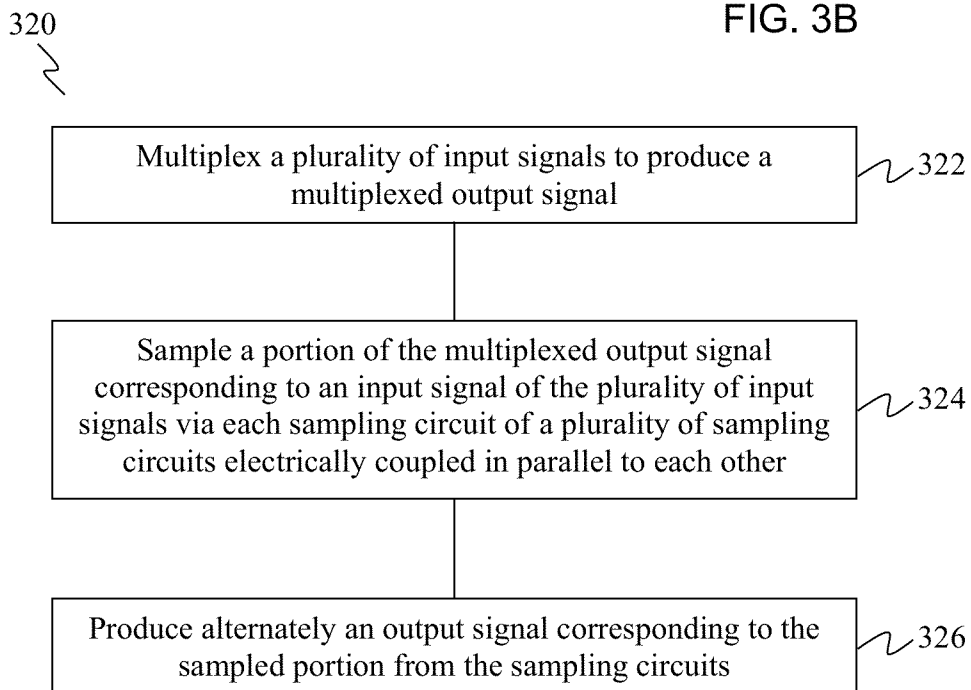 FIG. 3B
320
Multiplex a plurality of input signals to produce a
multiplexed output signal
322
Sample a portion of the multiplexed output signal
corresponding to an input signal of the plurality of input
signals via each sampling circuit of a plurality of sampling
circuits electrically coupled in parallel to each other
324
Produce alternately an output signal corresponding to the
sampled portion from the sampling circuits
326